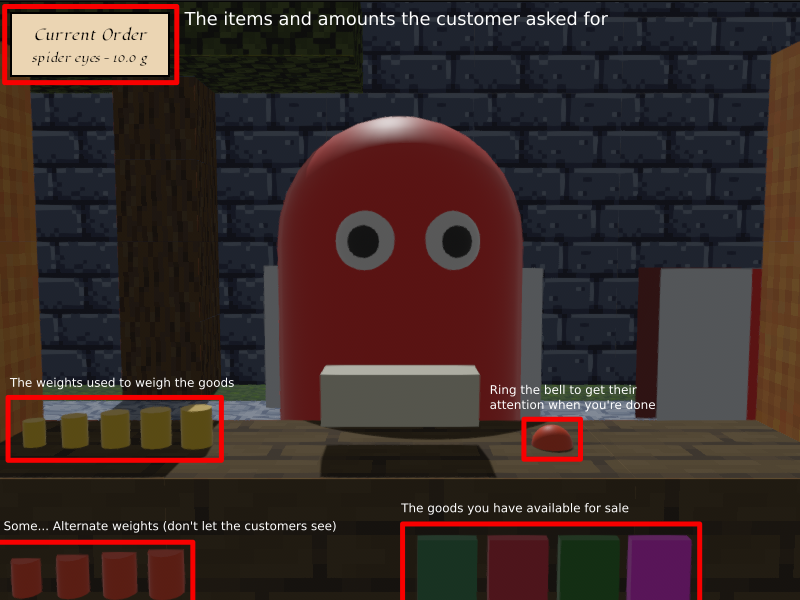 Current Order
spider eyes - 10.0 g
The items and amounts the customer asked for
The weights used to weigh the goods
Ring the bell to get their
attention when you're done
The goods you have available for sale
Some... Alternate weights (don't let the customers see)